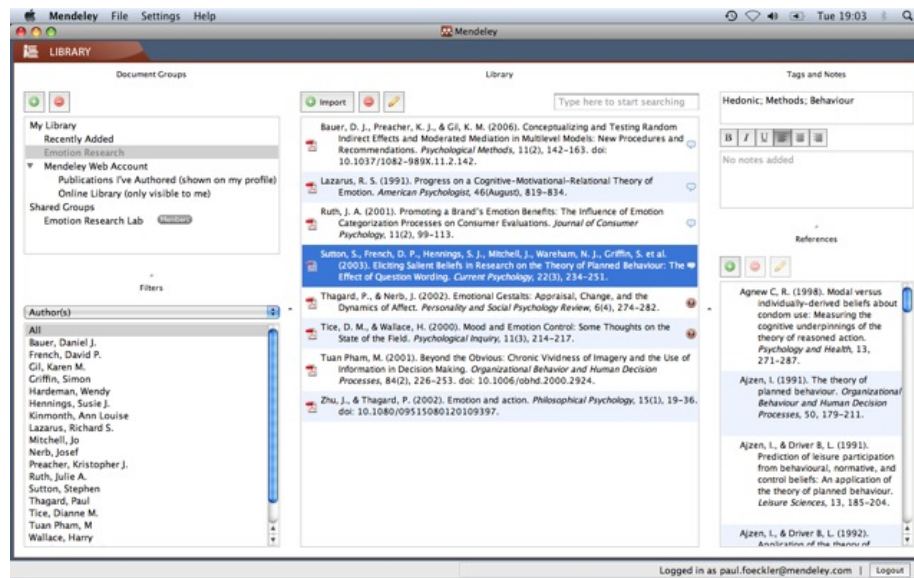 Mendeley File Settings Help
Tue 19:03
Mendeley
LIBRARY
Document Groups
My Library
Recently Added
Emotion Research
Mendeley Web Account
Publications I've Authored (shown on my profile)
Online Library (only visible to me)
Shared Groups
Emotion Research Lab Members
Filters
Author(s)
All
Bauer, Daniel J.
French, David P.
Gil, Karen M.
Griffin, Simon
Hardeman, Wendy
Hennings, Susie J.
Kinmonth, Ann Louise
Lazarus, Richard S.
Mitchell, Jo
Nerb, Josef
Preacher, Kristopher J.
Ruth, Julie A.
Sutton, Stephen
Thagard, Paul
Tice, Dianne M.
Tuan Pham, M
Wallace, Harry
Library
Import
Type here to start searching
Bauer, D. J., Preacher, K. J., & Gil, K. M. (2006). Conceptualizing and Testing Random
Indirect Effects and Moderated Mediation in Multilevel Models: New Procedures and
Recommendations. Psychological Methods, 11(2), 142-163. doi:
10.1037/1082-989X.11.2.142.
Lazarus, R. S. (1991). Progress on a Cognitive-Motivational-Relational Theory of
Emotion. American Psychologist, 46(August), 819-834.
Ruth, J. A. (2001). Promoting a Brand's Emotion Benefits: The Influence of Emotion
Categorization Processes on Consumer Evaluations. Journal of Consumer
Psychology, 11(2), 99-113.
Sutton, S., French, D. P., Hennings, S. J., Mitchell, J., Wareham, N. J., Griffin, S. et al.
(2003). Eliciting Salient Beliefs in Research on the Theory of Planned Behaviour: The
Effect of Question Wording. Current Psychology, 22(3), 234-251.
Thagard, P., & Nerb, J. (2002). Emotional Gestalts: Appraisal, Change, and the
Dynamics of Affect. Personality and Social Psychology Review, 6(4), 274-282.
Tice, D. M., & Wallace, H. (2000). Mood and Emotion Control: Some Thoughts on the
State of the Field. Psychological Inquiry, 11(3), 214-217.
Tuan Pham, M. (2001). Beyond the Obvious: Chronic Vividness of Imagery and the Use of
Information in Decision Making. Organizational Behavior and Human Decision
Processes, 84(2), 226-253. doi: 10.1006/obhd.2000.2924.
Zhu, J., & Thagard, P. (2002). Emotion and action. Philosophical Psychology, 15(1), 19-36.
doi: 10.1080/09515080120109397.
Tags and Notes
Hedonic; Methods; Behaviour
B I U
No notes added
References
Agnew C, R. (1998). Modal versus
individually-derived beliefs about
condom use: Measuring the
cognitive underpinnings of the
theory of reasoned action.
Psychology and Health, 13,
271-287.
Ajzen, I. (1991). The theory of
planned behaviour. Organizational
Behaviour and Human Decision
Processes, 50, 179-211.
Ajzen, I., & Driver B, L. (1991).
Prediction of leisure participation
from behavioural, normative, and
control beliefs: An application of
the theory of planned behaviour.
Leisure Sciences, 13, 185-204.
Ajzen, I., & Driver B, L. (1992).
Application of the theory of
Logged in as paul.foeckler@mendeley.com | Logout